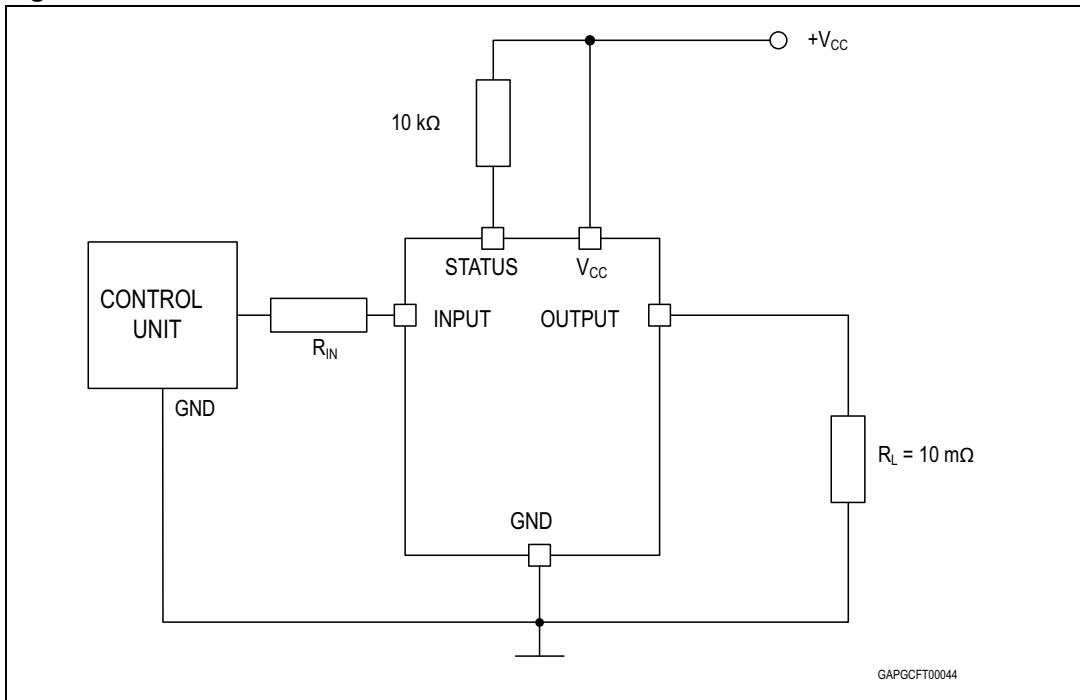 +VCC
10 kΩ
STATUS
VCC
CONTROL
UNIT
INPUT
OUTPUT
RIN
GND
RL = 10 mΩ
GND
GAPGCFT00044